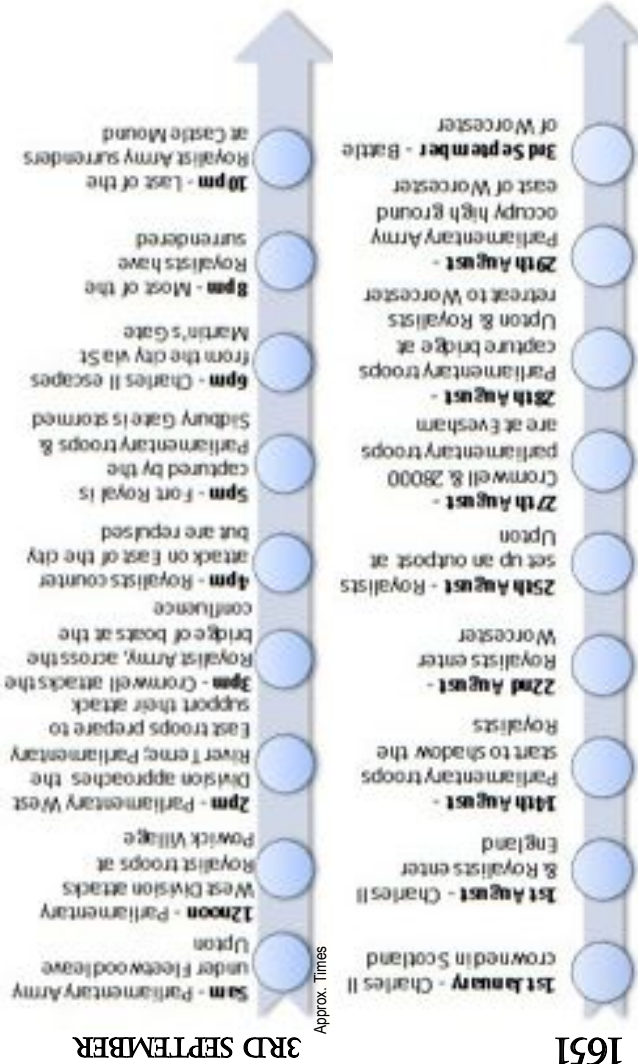 1651
1st January - Charles II
crowned in Scotland
1st August - Charles II
& Royalists enter
England
14th August -
Parliamentary troops
start to shadow the
Royalists
22nd August -
Royalists enter
Worcester
25th August - Royalists
set up an outpost at
Upton
27th August -
Cromwell & 28000
parliamentary troops
are at Evesham
28th August -
Parliamentary troops
capture bridge at
Upton & Royalists
retreat to Worcester
29th August -
Parliamentary Army
occupy high ground
east of Worcester
3rd September - Battle
of Worcester
3RD SEPTEMBER
Approx. Times
5am - Parliamentary Army
under Fleetwood leave
Upton
12noon - Parliamentary
West Division attacks
Royalist troops at
Powick Village
2pm - Parliamentary West
Division approaches the
River Teme; Parliamentary
East troops prepare to
support their attack
3pm - Cromwell attacks the
Royalist Army, across the
bridge of boats at the
confluence
4pm - Royalists counter
attack on East of the city
but are repulsed
5pm - Fort Royal is
captured by the
Parliamentary troops &
Sidbury Gate is stormed
6pm - Charles II escapes
from the city via St
Martin's Gate
8pm - Most of the
Royalists have
surrendered
10pm - Last of the
Royalist Army surrenders
at Castle Mound